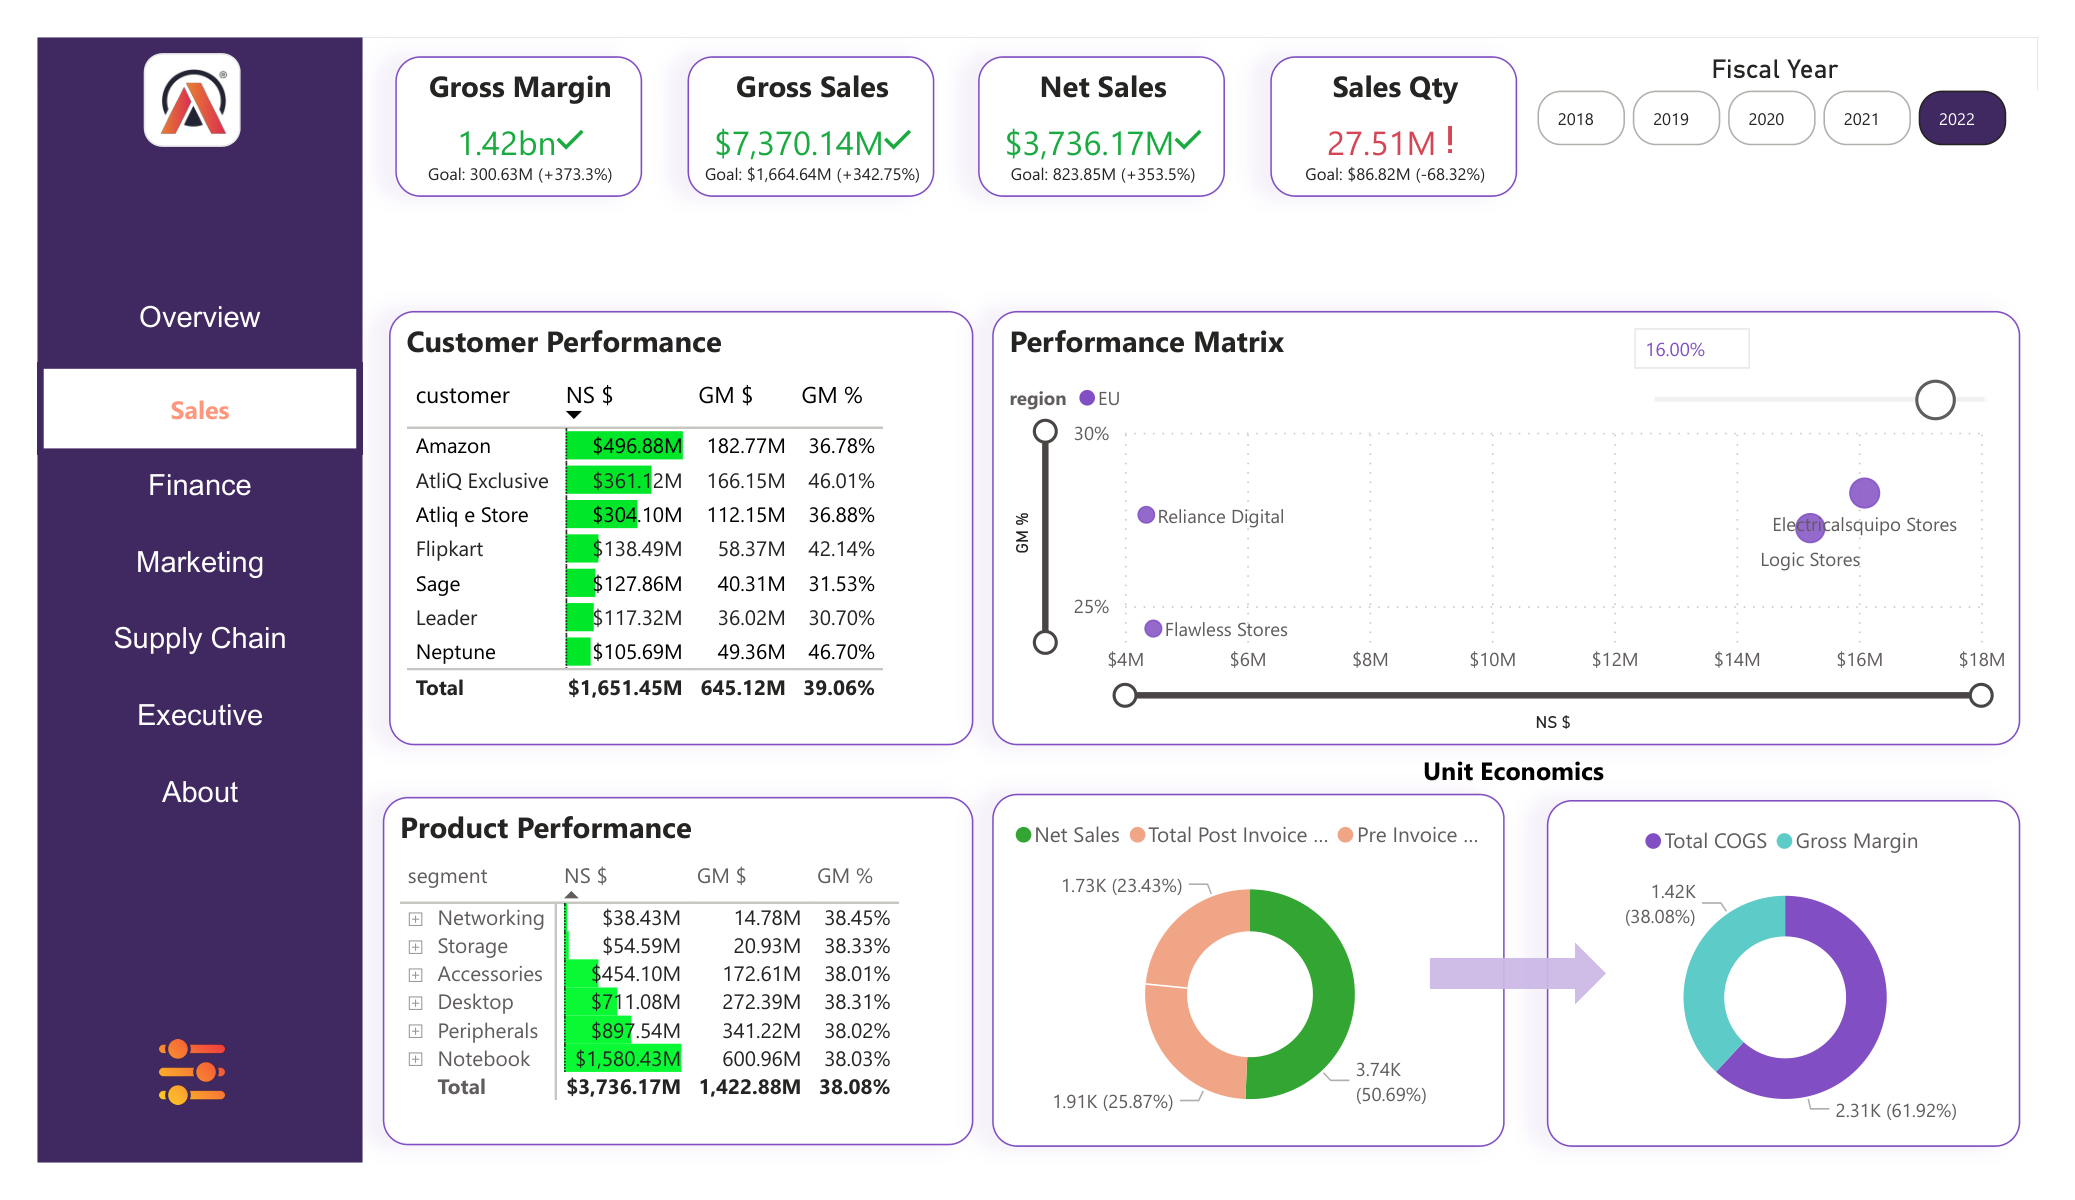 ®
Overview
Sales
Finance
Marketing
Supply Chain
Executive
About
Gross Margin
1.42bn
Goal: 300.63M (+373.3%)
Gross Sales
$7,370.14M
Goal: $1,664.64M (+342.75%)
Net Sales
$3,736.17M
Goal: 823.85M (+353.5%)
Sales Qty
27.51M !
Goal: $86.82M (-68.32%)
Fiscal Year
2018 2019 2020 2021 2022
Customer Performance
customer NS $ GM $ GM %
Amazon $496.88M 182.77M 36.78%
AtliQ Exclusive $361.12M 166.15M 46.01%
Atliq e Store $304.10M 112.15M 36.88%
Flipkart $138.49M 58.37M 42.14%
Sage $127.86M 40.31M 31.53%
Leader $117.32M 36.02M 30.70%
Neptune $105.69M 49.36M 46.70%
Total $1,651.45M 645.12M 39.06%
Performance Matrix
16.00%
region EU
30%
25%
GM %
Reliance Digital
Electricalsquipo Stores
Logic Stores
Flawless Stores
$4M $6M $8M $10M $12M $14M $16M $18M
NS $
Product Performance
segment NS $ GM $ GM %
Networking $38.43M 14.78M 38.45%
Storage $54.59M 20.93M 38.33%
Accessories $454.10M 172.61M 38.01%
Desktop $711.08M 272.39M 38.31%
Peripherals $897.54M 341.22M 38.02%
Notebook $1,580.43M 600.96M 38.03%
Total $3,736.17M 1,422.88M 38.08%
Unit Economics
Net Sales Total Post Invoice ... Pre Invoice ...
1.73K (23.43%)
3.74K
(50.69%)
1.91K (25.87%)
Total COGS Gross Margin
1.42K
(38.08%)
2.31K (61.92%)